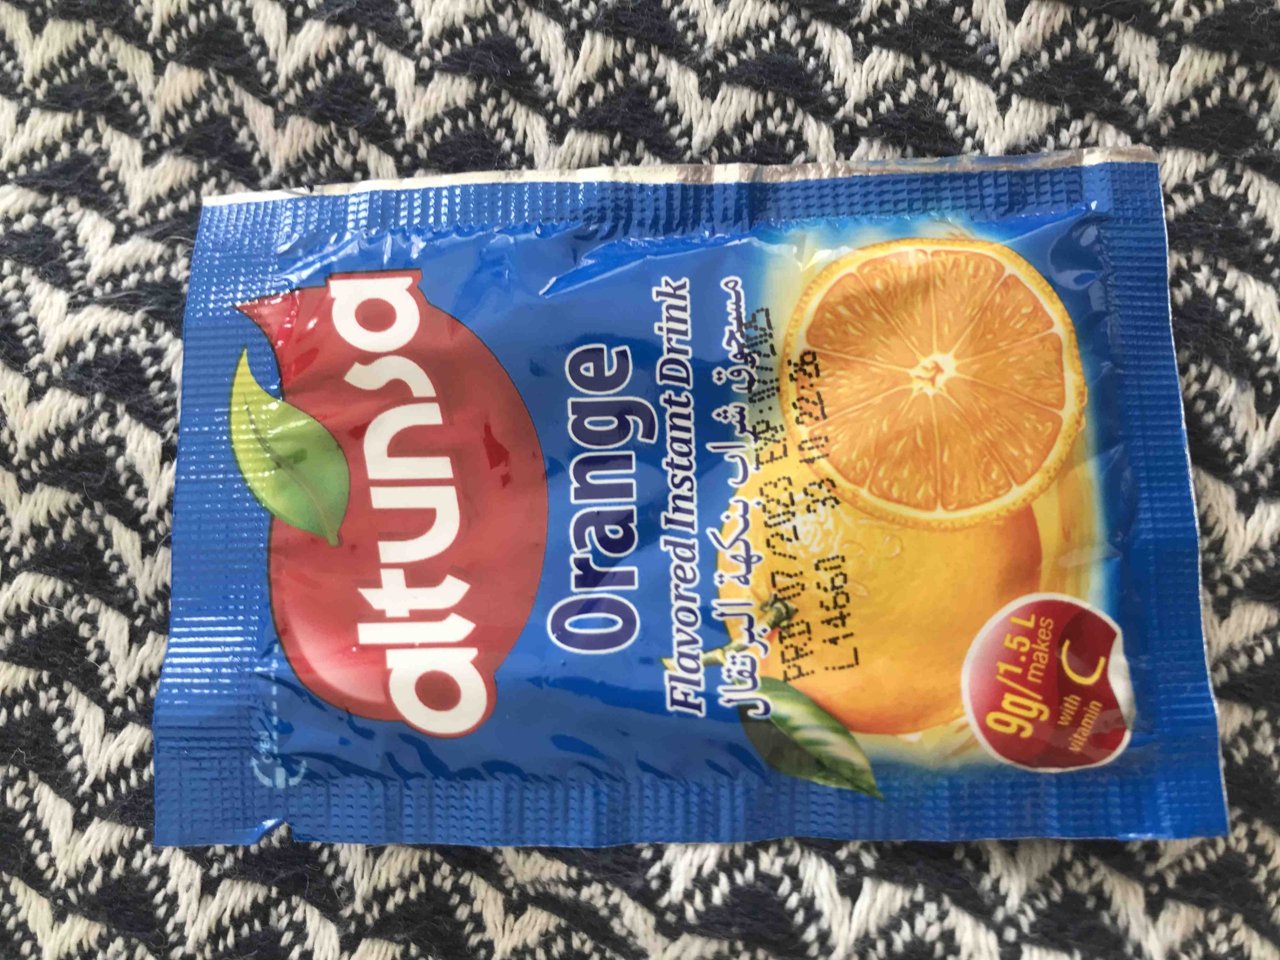 altunsa
Orange
Flavored Instant Drink
مسحوق شراب بنكهة البرتقال
PRD:07/2023 EXP:07/2025
L14660 33 10:22:26
9g/1.5 L
makes
with
vitamin
C